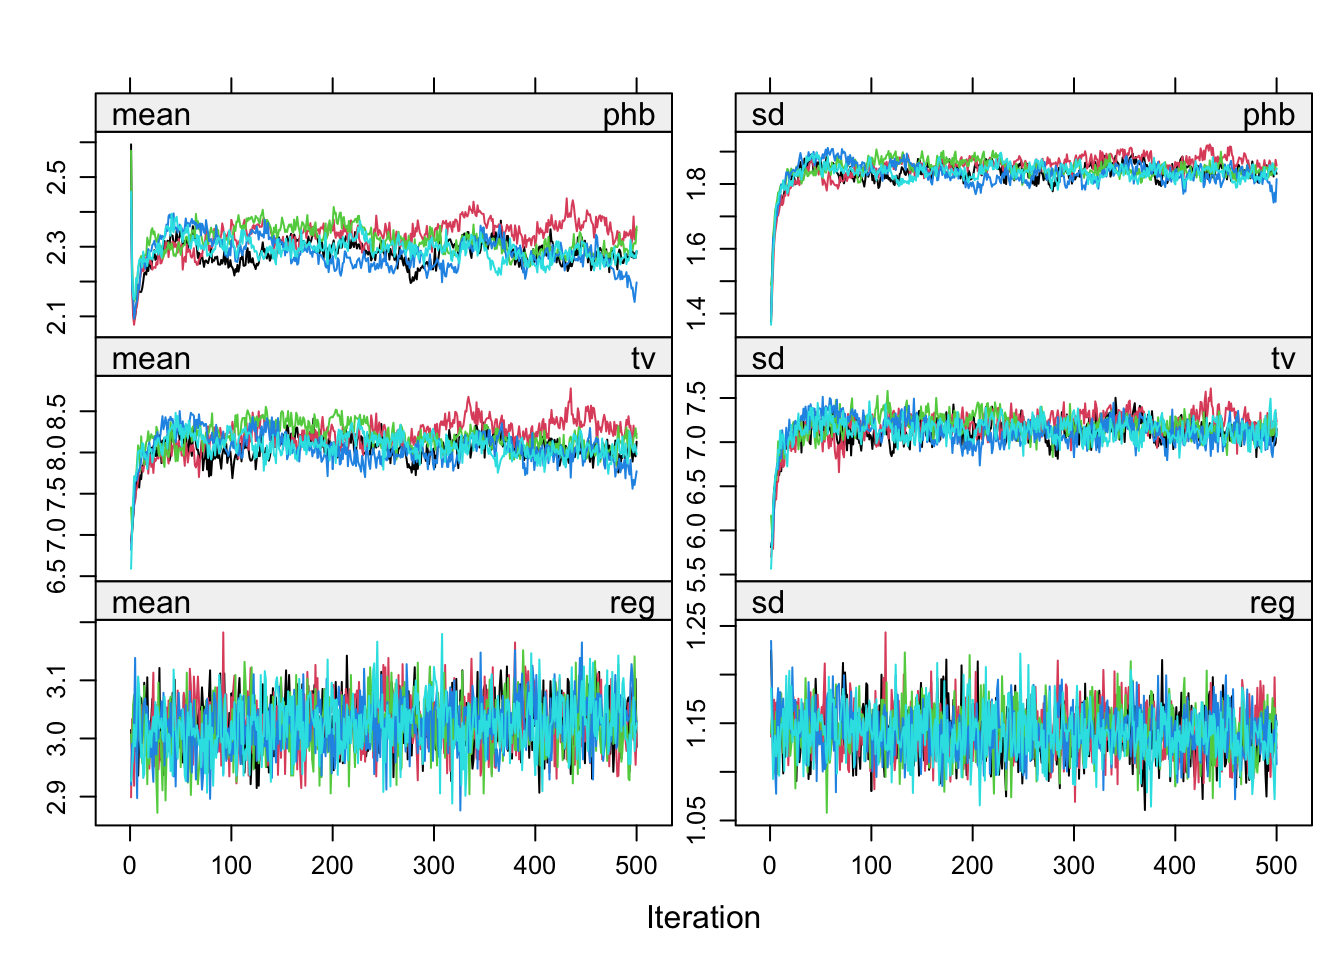 mean phb sd phb
2.5 1.8
2.3 1.6
2.1 1.4
mean tv sd tv
8.5 7.5
8.0 7.0
7.5 6.5
7.0 6.0
6.5 5.5
mean reg sd reg
3.1 1.25
3.0 1.15
2.9 1.05
0 100 200 300 400 500 0 100 200 300 400 500
Iteration